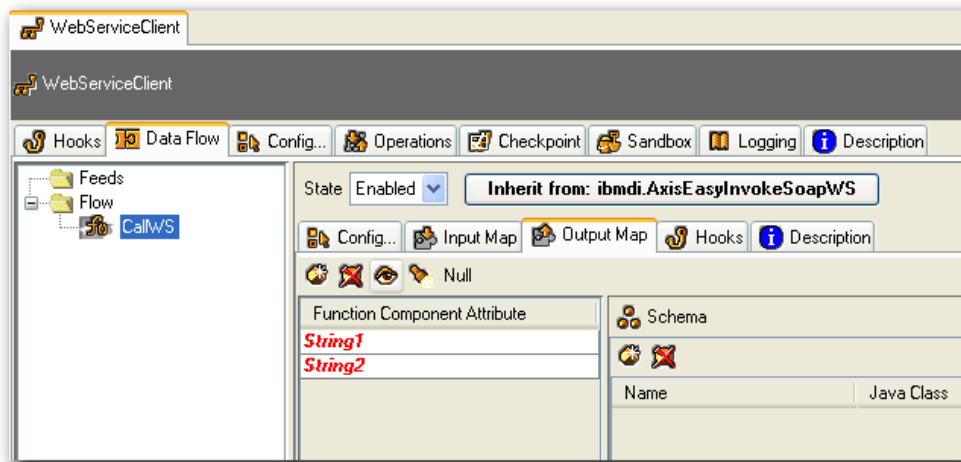 WebServiceClient
WebServiceClient
Hooks Data Flow Config... Operations Checkpoint Sandbox Logging Description
Feeds
Flow
CallWS
State Enabled Inherit from: ibmdi.AxisEasyInvokeSoapWS
Config... Input Map Output Map Hooks Description
Null
Function Component Attribute
String1
String2
Schema
Name Java Class